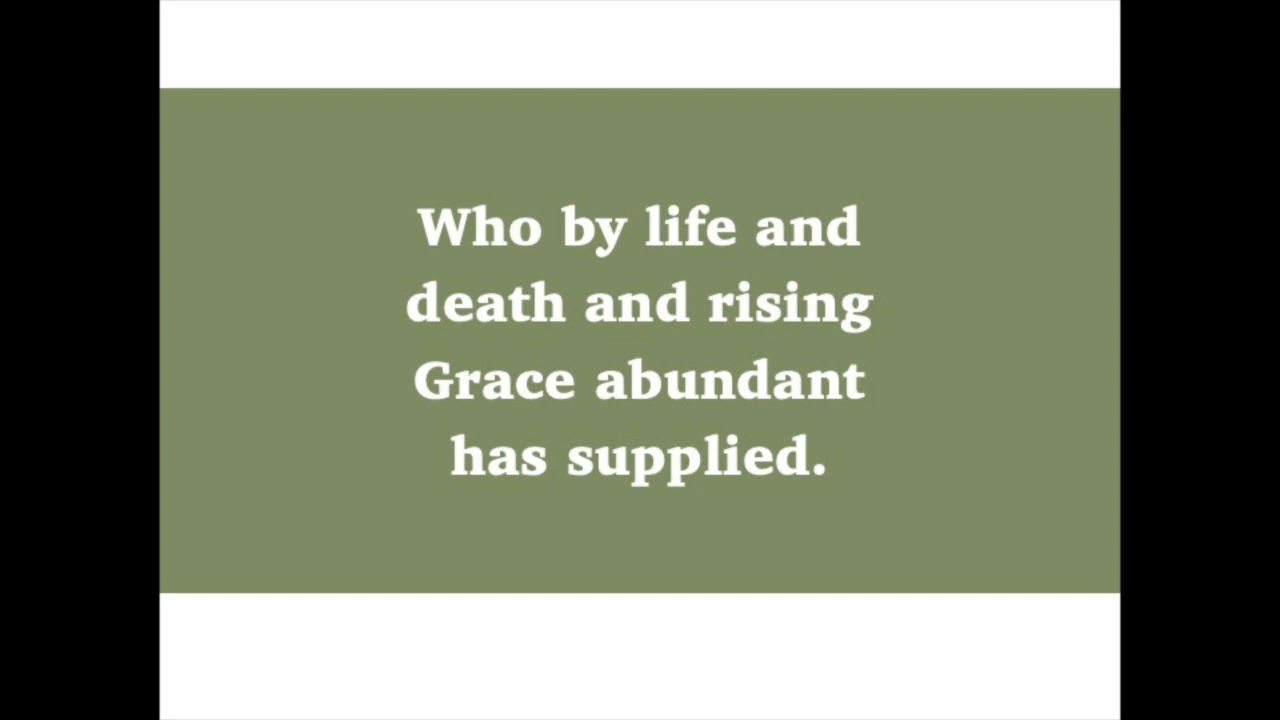 Who by life and
death and rising
Grace abundant
has supplied.